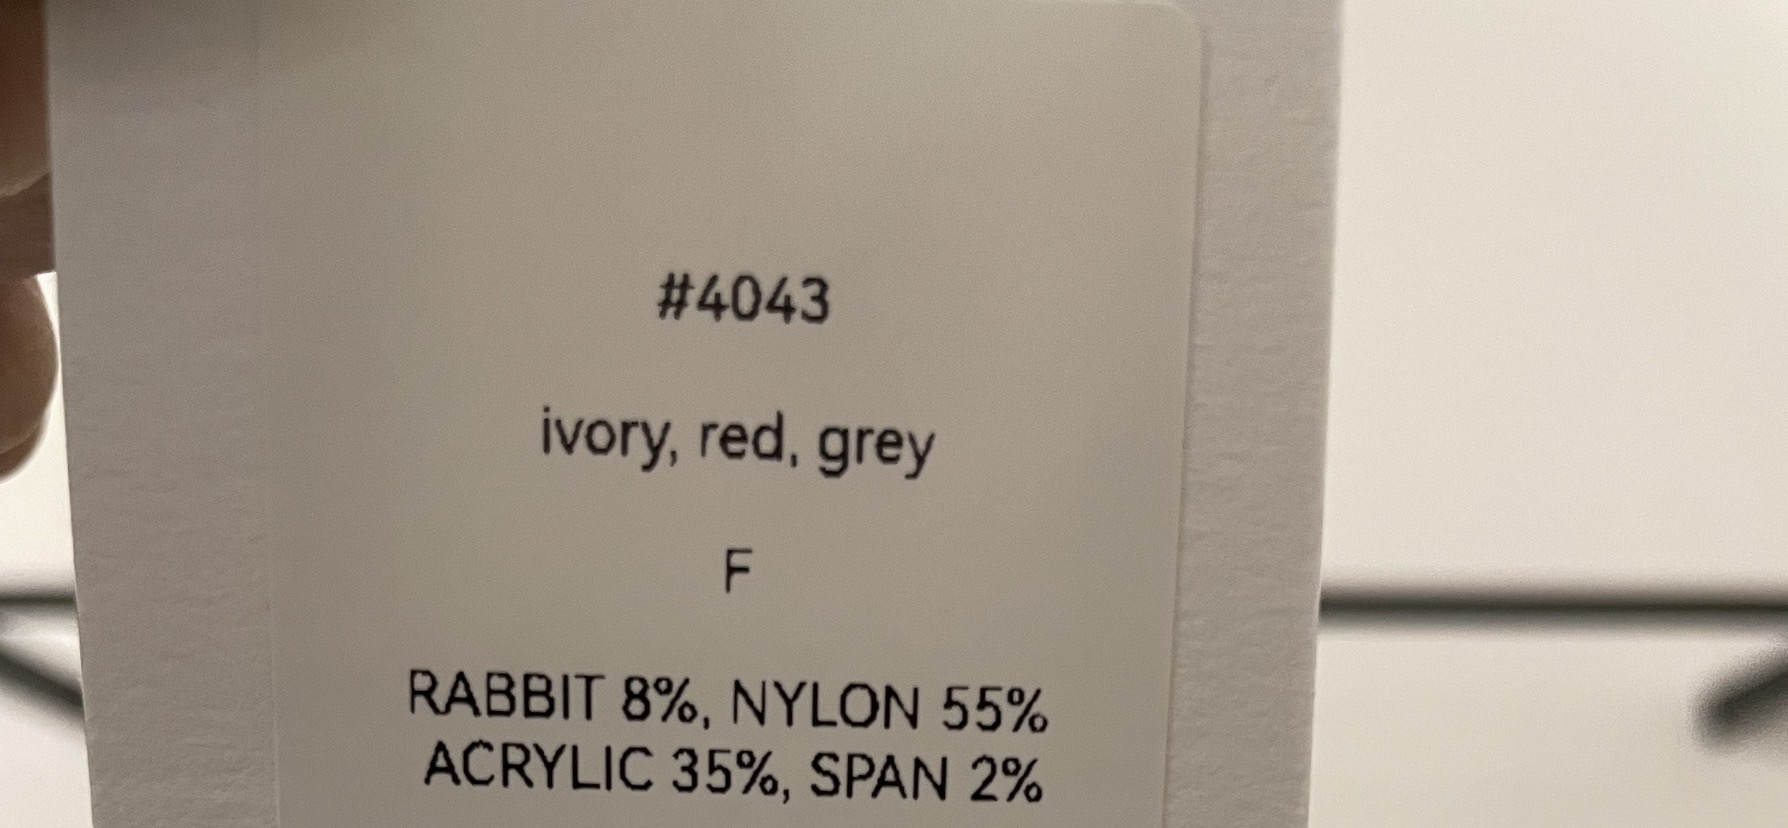 #4043
ivory, red, grey
F
RABBIT 8%, NYLON 55%
ACRYLIC 35%, SPAN 2%